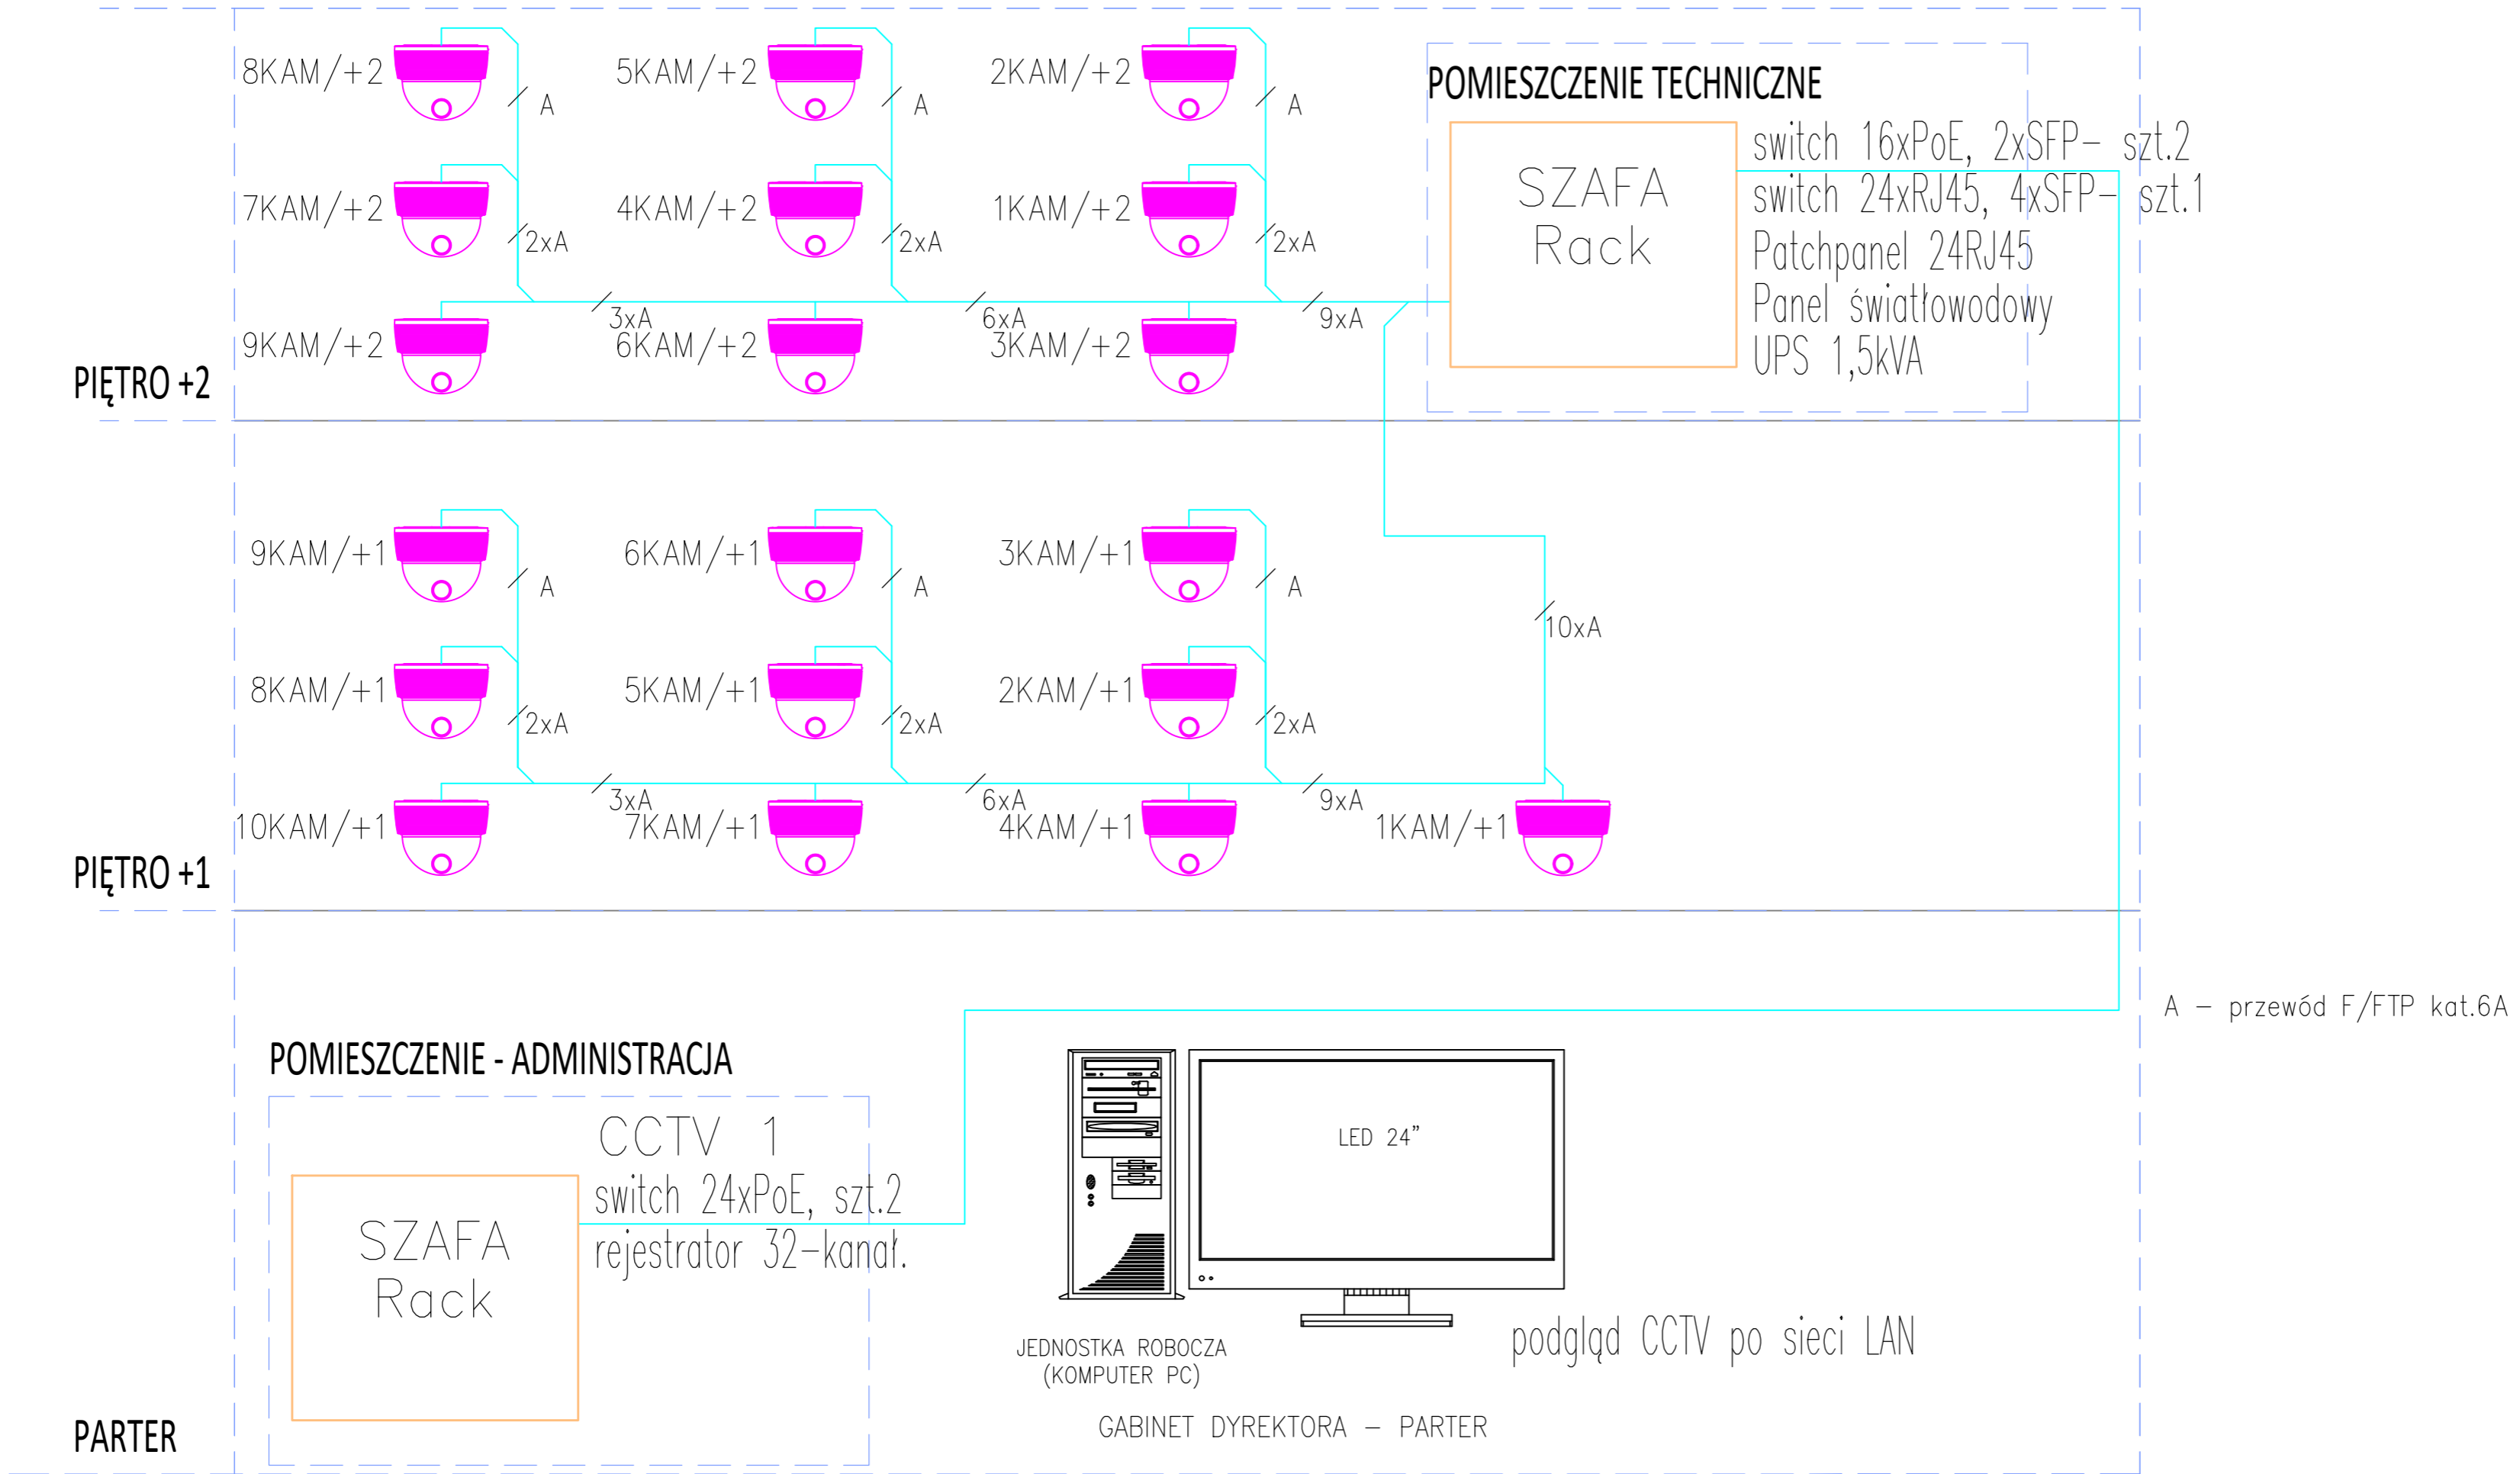 8KAM/+2
5KAM/+2
2KAM/+2
A
A
A
POMIESZCZENIE TECHNICZNE
SZAFA
Rack
switch 16xPoE, 2xSFP- szt.2
switch 24xRJ45, 4xSFP- szt.1
Patchpanel 24RJ45
Panel światłowodowy
UPS 1,5kVA
7KAM/+2
4KAM/+2
1KAM/+2
2xA
2xA
2xA
3xA
6xA
9xA
9KAM/+2
6KAM/+2
3KAM/+2
PIĘTRO +2
9KAM/+1
6KAM/+1
3KAM/+1
A
A
A
10xA
8KAM/+1
5KAM/+1
2KAM/+1
2xA
2xA
2xA
3xA
6xA
9xA
10KAM/+1
7KAM/+1
4KAM/+1
1KAM/+1
PIĘTRO +1
A - przewód F/FTP kat.6A
POMIESZCZENIE - ADMINISTRACJA
CCTV 1
switch 24xPoE, szt.2
rejestrator 32-kanał.
SZAFA
Rack
LED 24"
JEDNOSTKA ROBOCZA
(KOMPUTER PC)
podgląd CCTV po sieci LAN
GABINET DYREKTORA - PARTER
PARTER